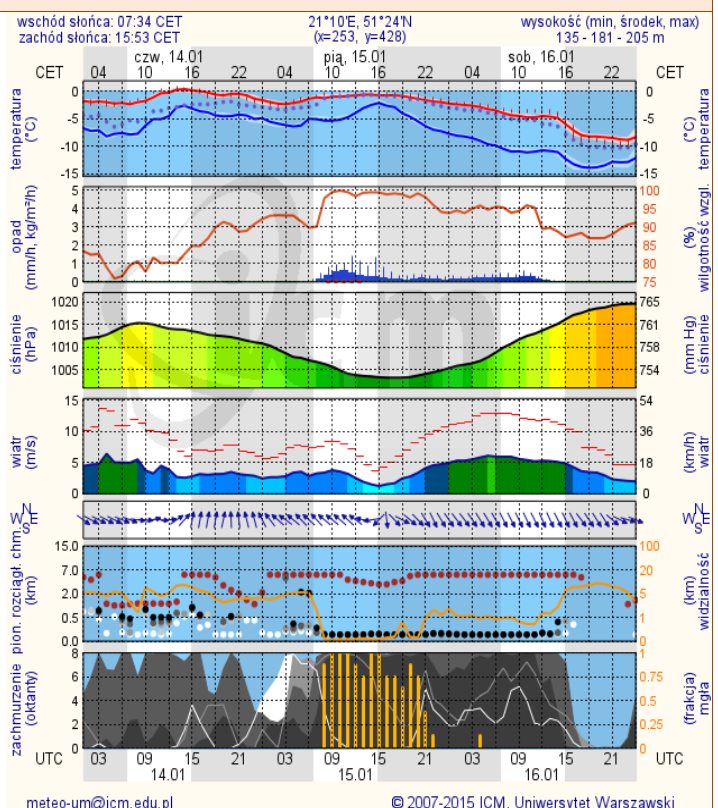 wschód słońca: 07:34 CET 21°10'E, 51°24'N wysokość (min, środek, max)
zachód słońca: 15:53 CET (x=253, y=428) 135 - 181 - 205 m
czw, 14.01 pią, 15.01 sob, 16.01
CET 04 10 16 22 04 10 16 22 04 10 16 22 CET
temperatura (°C) 0 -5 -10 -15 0 -5 -10 -15 (°C) temperatura
opad (mm/h, kg/m²/h) 5 4 3 2 1 0 100 95 90 85 80 75 (%) wilgotność wzgl.
ciśnienie (hPa) 1020 1015 1010 1005 765 761 758 754 (mm Hg) ciśnienie
icm
wiatr (m/s) 15 10 5 0 54 36 18 0 (km/h) wiatr
N W E S N W E S
pion. rozciągł. chm. (km) 15.0 7.0 2.0 0.5 0.0 100 20 5 1 0 (km) widzialność
zachmurzenie (oktanty) 8 6 4 2 0 1 0.75 0.5 0.25 0 (frakcja) mgła
UTC 03 09 15 21 03 09 15 21 03 09 15 21 UTC
14.01 15.01 16.01
meteo-um@icm.edu.pl © 2007-2015 ICM, Uniwersytet Warszawski